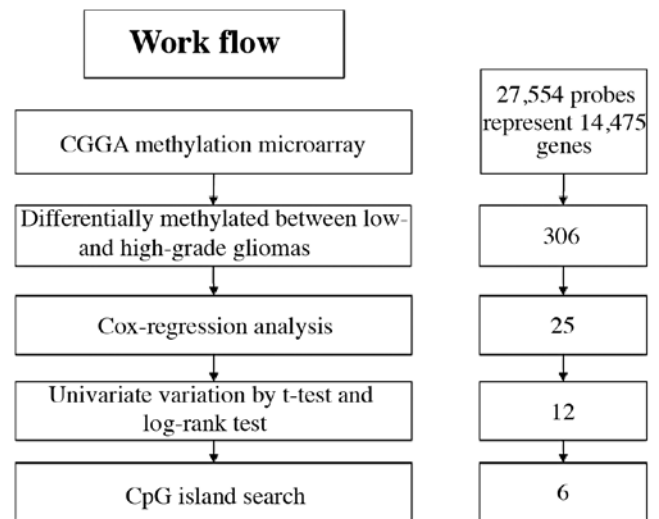 Work flow
CGGA methylation microarray
27,554 probes
represent 14,475
genes
Differentially methylated between low-
and high-grade gliomas
306
Cox-regression analysis
25
Univariate variation by t-test and
log-rank test
12
CpG island search
6